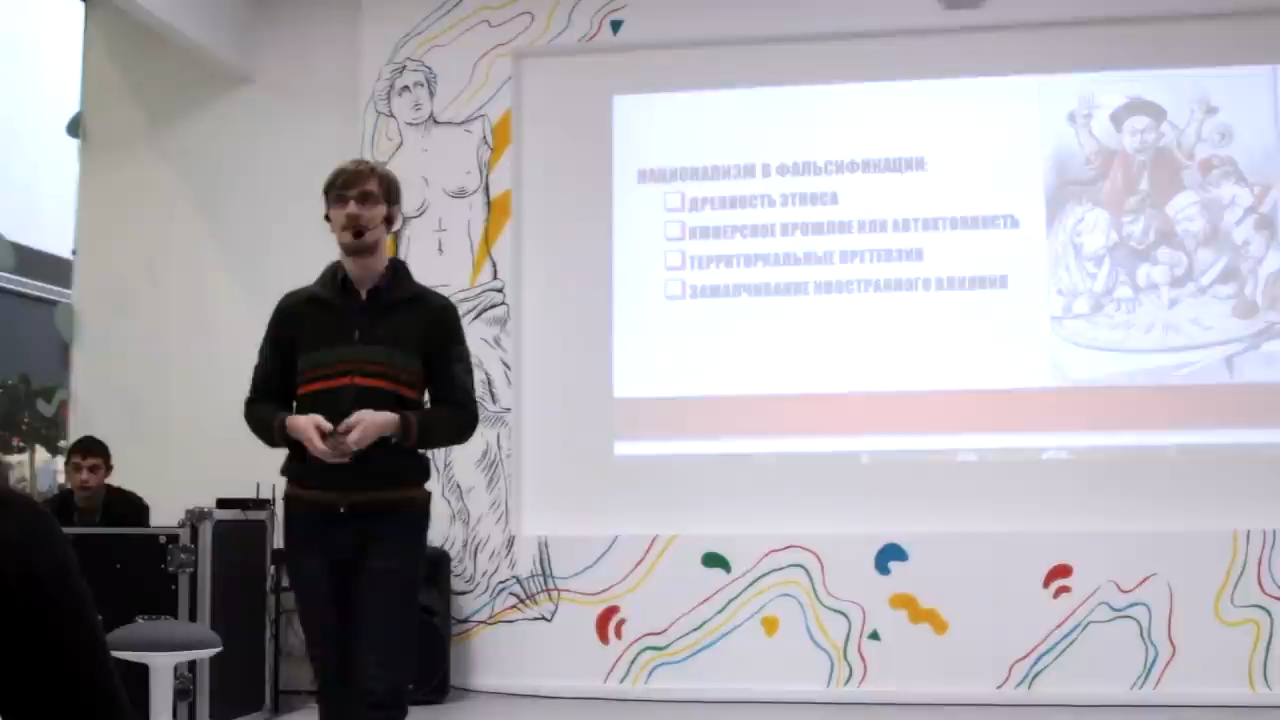 НАЦИОНАЛИЗМ В ФАЛЬСИФИКАЦИИ:
ДРЕВНОСТЬ ЭТНОСА
ИМПЕРСКОЕ ПРОШЛОЕ ИЛИ АВТОХТОННОСТЬ
ТЕРРИТОРИАЛЬНЫЕ ПРЕТЕНЗИИ
ЗАМАЛЧИВАНИЕ ИНОСТРАННОГО ВЛИЯНИЯ